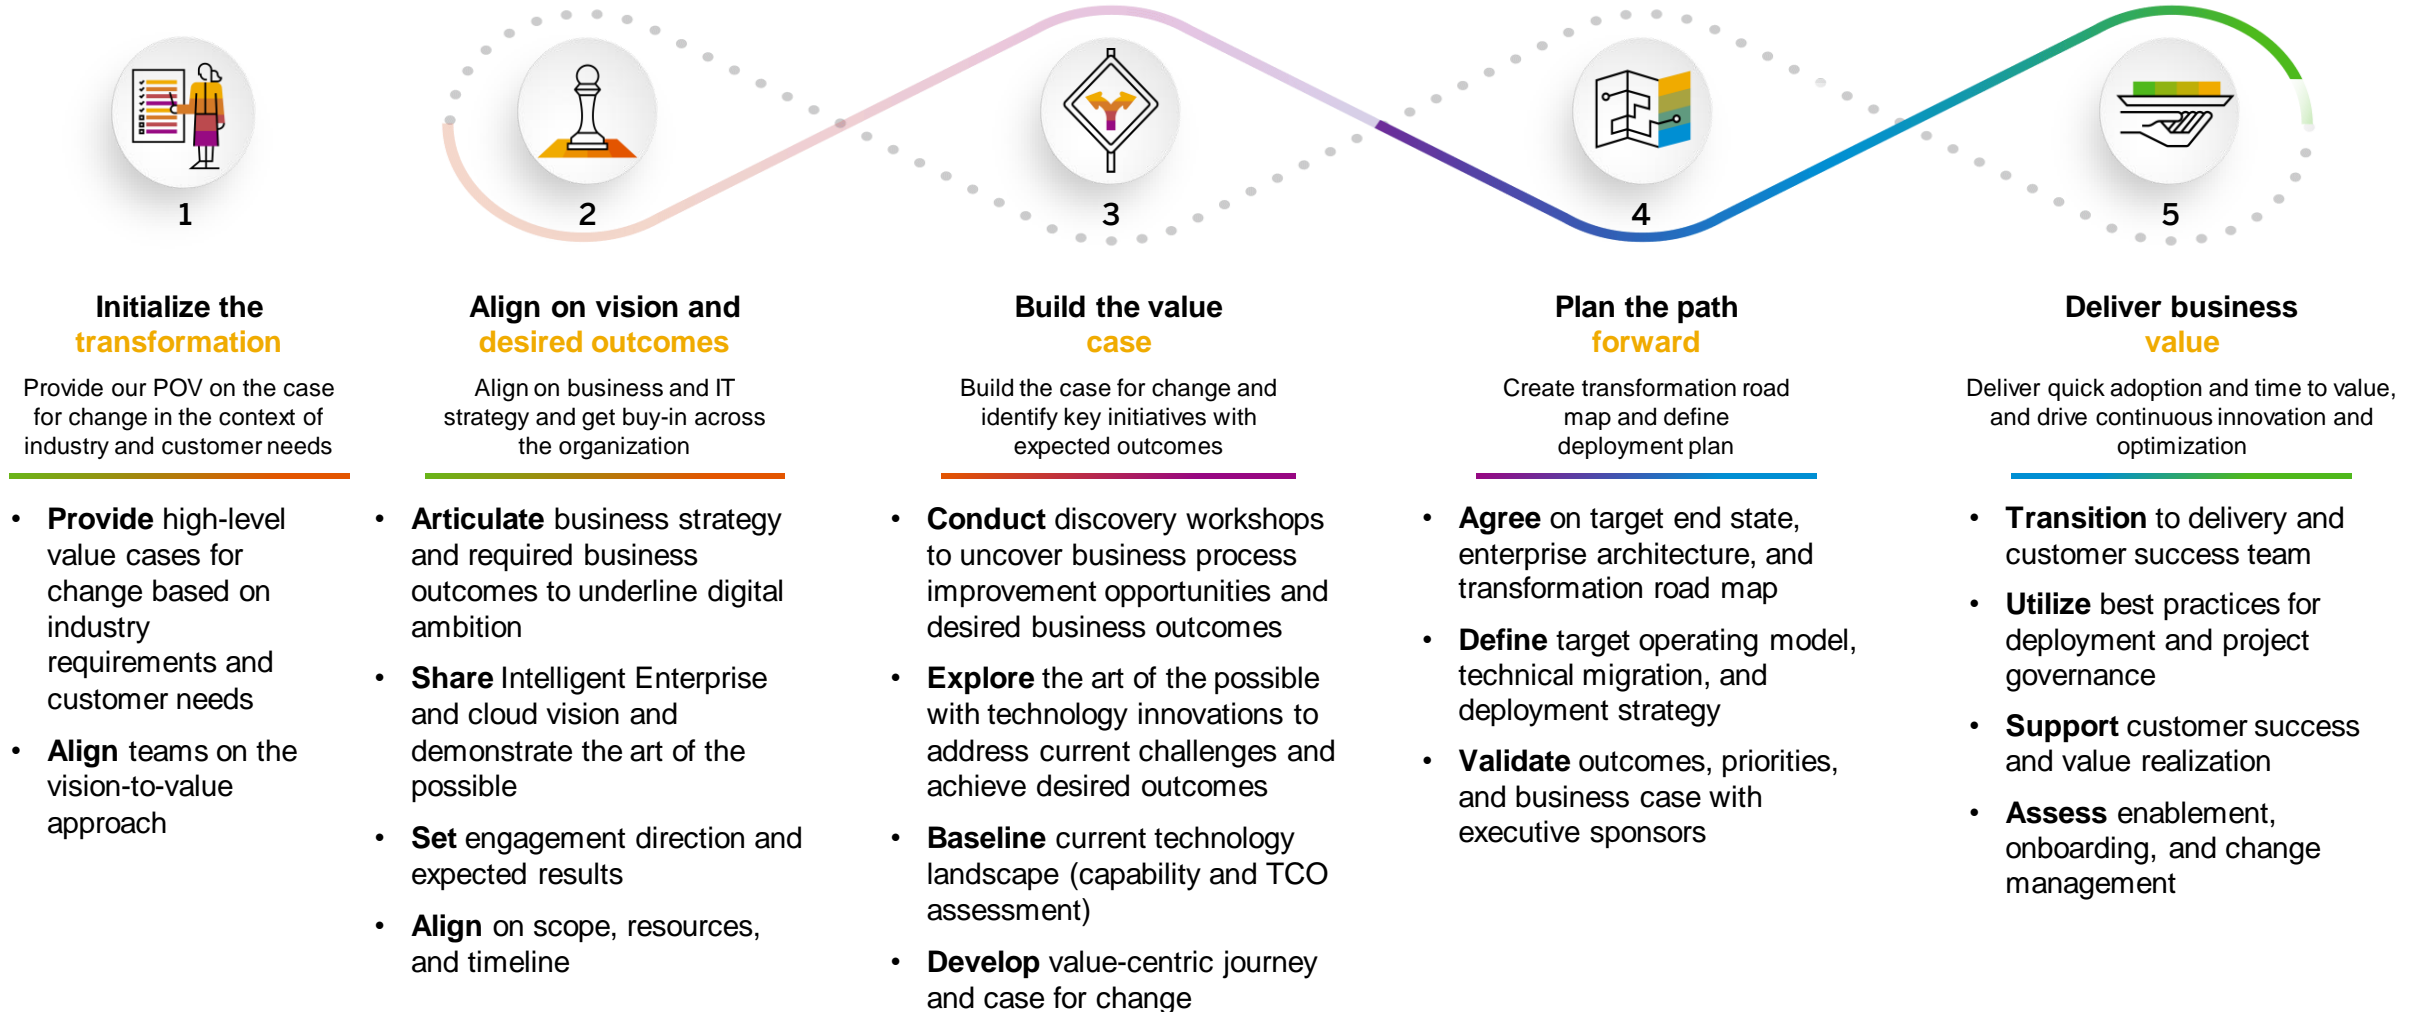 1
Initialize the
transformation
Provide our POV on the case
for change in the context of
industry and customer needs
• Provide high-level
value cases for
change based on
industry
requirements and
customer needs
• Align teams on the
vision-to-value
approach
2
Align on vision and
desired outcomes
Align on business and IT
strategy and get buy-in across
the organization
• Articulate business strategy
and required business
outcomes to underline digital
ambition
• Share Intelligent Enterprise
and cloud vision and
demonstrate the art of the
possible
• Set engagement direction and
expected results
• Align on scope, resources,
and timeline
3
Build the value
case
Build the case for change and
identify key initiatives with
expected outcomes
• Conduct discovery workshops
to uncover business process
improvement opportunities and
desired business outcomes
• Explore the art of the possible
with technology innovations to
address current challenges and
achieve desired outcomes
• Baseline current technology
landscape (capability and TCO
assessment)
• Develop value-centric journey
and case for change
4
Plan the path
forward
Create transformation road
map and define
deployment plan
• Agree on target end state,
enterprise architecture, and
transformation road map
• Define target operating model,
technical migration, and
deployment strategy
• Validate outcomes, priorities,
and business case with
executive sponsors
5
Deliver business
value
Deliver quick adoption and time to value,
and drive continuous innovation and
optimization
• Transition to delivery and
customer success team
• Utilize best practices for
deployment and project
governance
• Support customer success
and value realization
• Assess enablement,
onboarding, and change
management